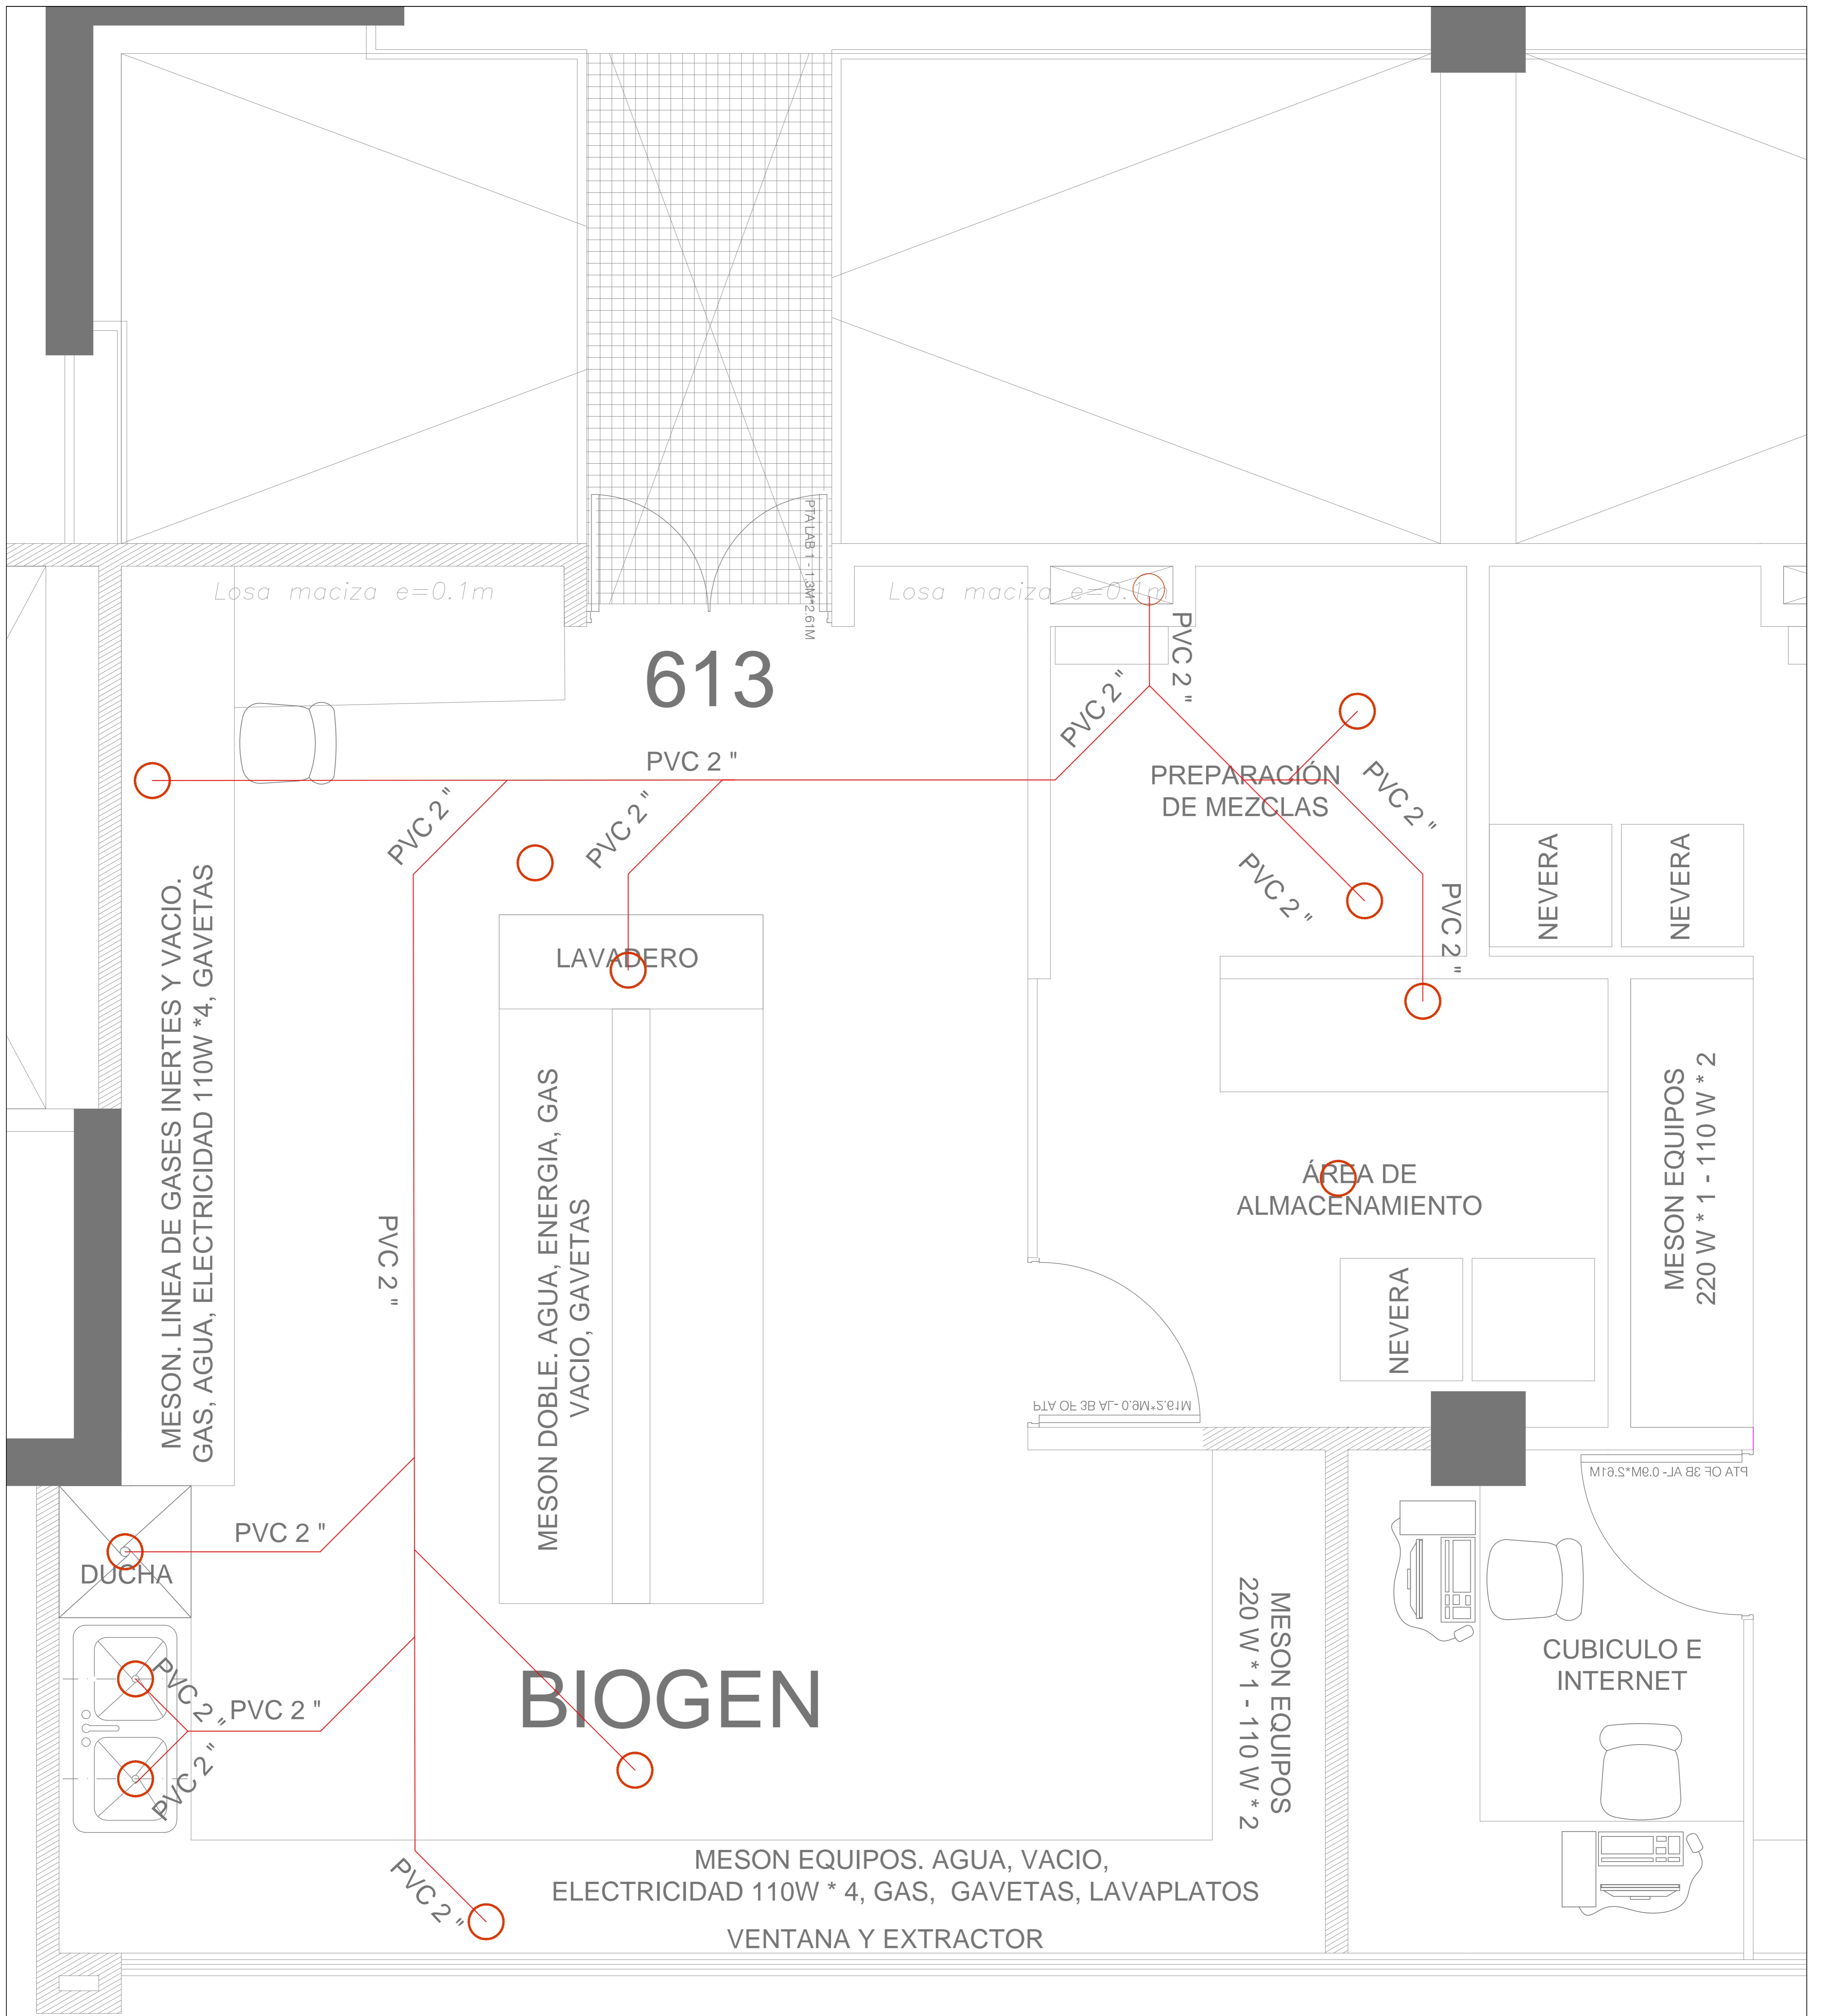 Losa maciza e=0.1m
Losa maciza e=0.1m
PTA LAB 1 - 1.3M*2.61M
613
PVC 2 "
PVC 2 "
PVC 2 "
PVC 2 "
PVC 2 "
PREPARACIÓN
DE MEZCLAS
PVC 2 "
PVC 2 "
PVC 2 "
NEVERA
NEVERA
LAVADERO
MESON. LINEA DE GASES INERTES Y VACIO.
GAS, AGUA, ELECTRICIDAD 110W *4, GAVETAS
MESON DOBLE. AGUA, ENERGIA, GAS
VACIO, GAVETAS
PVC 2 "
ÁREA DE
ALMACENAMIENTO
MESON EQUIPOS
220 W * 1 - 110 W * 2
NEVERA
PTA OF 3B AL- 0.9M*2.61M
PTA OF 3B AL- 0.9M*2.61M
PVC 2 "
DUCHA
PVC 2 "
PVC 2 "
PVC 2 "
BIOGEN
MESON EQUIPOS
220 W * 1 - 110 W * 2
CUBICULO E
INTERNET
PVC 2 "
MESON EQUIPOS. AGUA, VACIO,
ELECTRICIDAD 110W * 4, GAS, GAVETAS, LAVAPLATOS
VENTANA Y EXTRACTOR